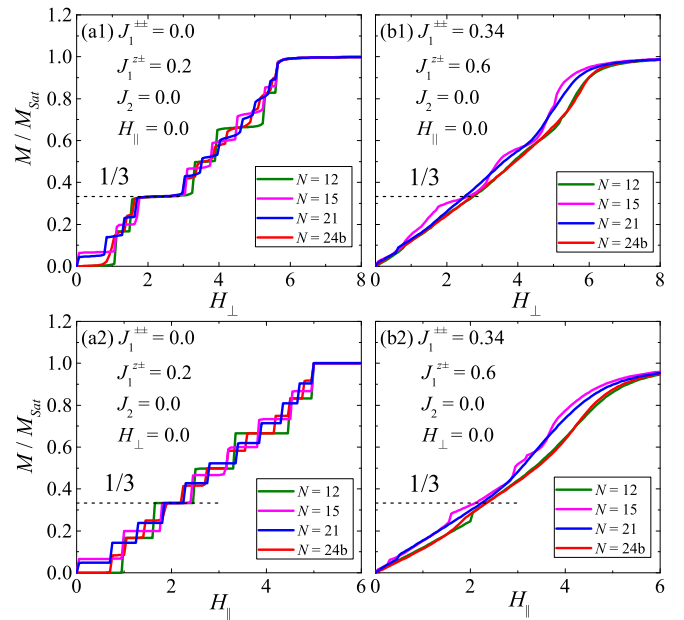 (a1) J₁^±± = 0.0
J₁^z± = 0.2
J₂ = 0.0
H∥ = 0.0
1/3
N = 12
N = 15
N = 21
N = 24b
M / M_Sat
0.0 0.2 0.4 0.6 0.8 1.0 1.2
0 2 4 6 8
H⊥
(b1) J₁^±± = 0.34
J₁^z± = 0.6
J₂ = 0.0
H∥ = 0.0
1/3
N = 12
N = 15
N = 21
N = 24b
0 2 4 6 8
H⊥
(a2) J₁^±± = 0.0
J₁^z± = 0.2
J₂ = 0.0
H⊥ = 0.0
1/3
N = 12
N = 15
N = 21
N = 24b
M / M_Sat
0.0 0.2 0.4 0.6 0.8 1.0 1.2
0 2 4 6
H∥
(b2) J₁^±± = 0.34
J₁^z± = 0.6
J₂ = 0.0
H⊥ = 0.0
1/3
N = 12
N = 15
N = 21
N = 24b
0 2 4 6
H∥